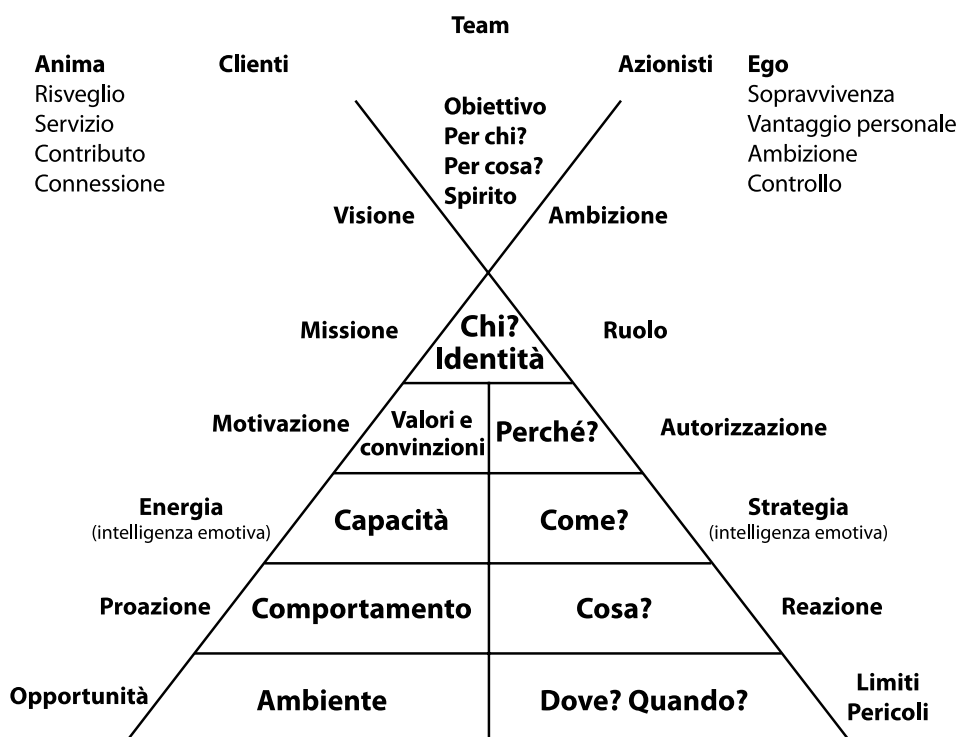 Team
Anima
Risveglio
Servizio
Contributo
Connessione
Clienti
Azionisti
Ego
Sopravvivenza
Vantaggio personale
Ambizione
Controllo
Obiettivo
Per chi?
Per cosa?
Spirito
Visione
Ambizione
Missione
Chi?
Identità
Ruolo
Motivazione
Valori e
convinzioni
Perché?
Autorizzazione
Energia
(intelligenza emotiva)
Capacità
Come?
Strategia
(intelligenza emotiva)
Proazione
Comportamento
Cosa?
Reazione
Opportunità
Ambiente
Dove? Quando?
Limiti
Pericoli